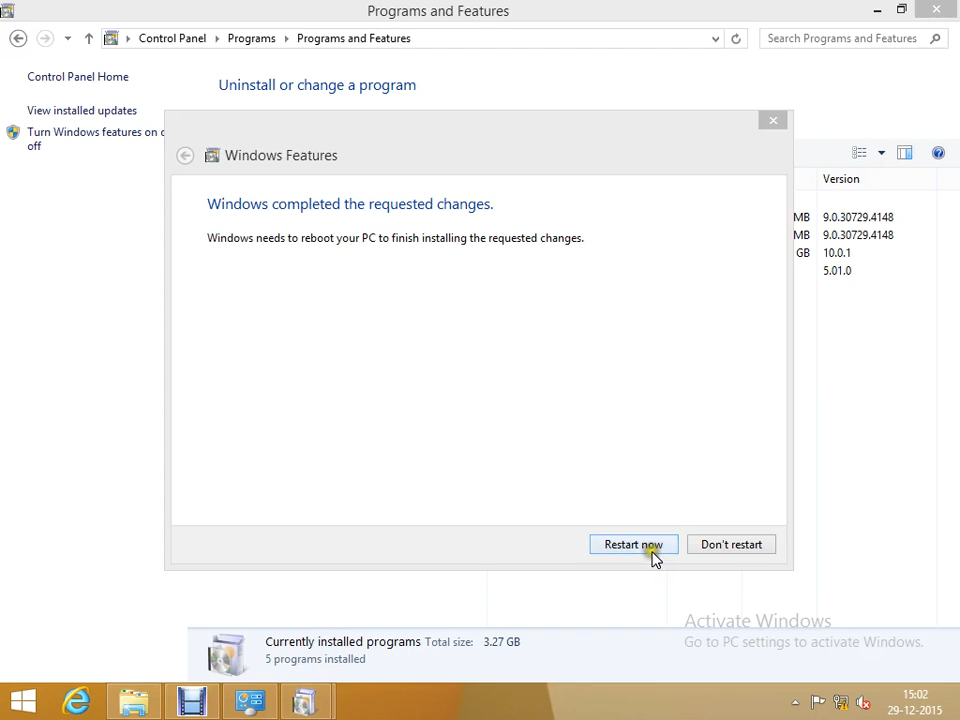 Programs and Features
Control Panel Programs Programs and Features
Search Programs and Features
Control Panel Home
Uninstall or change a program
View installed updates
Turn Windows features on o
off
Windows Features
Version
Windows completed the requested changes.
MB 9.0.30729.4148
Windows needs to reboot your PC to finish installing the requested changes.
MB 9.0.30729.4148
GB 10.0.1
5.01.0
Restart now
Don't restart
Activate Windows
Go to PC settings to activate Windows.
Currently installed programs Total size: 3.27 GB
5 programs installed
15:02
29-12-2015